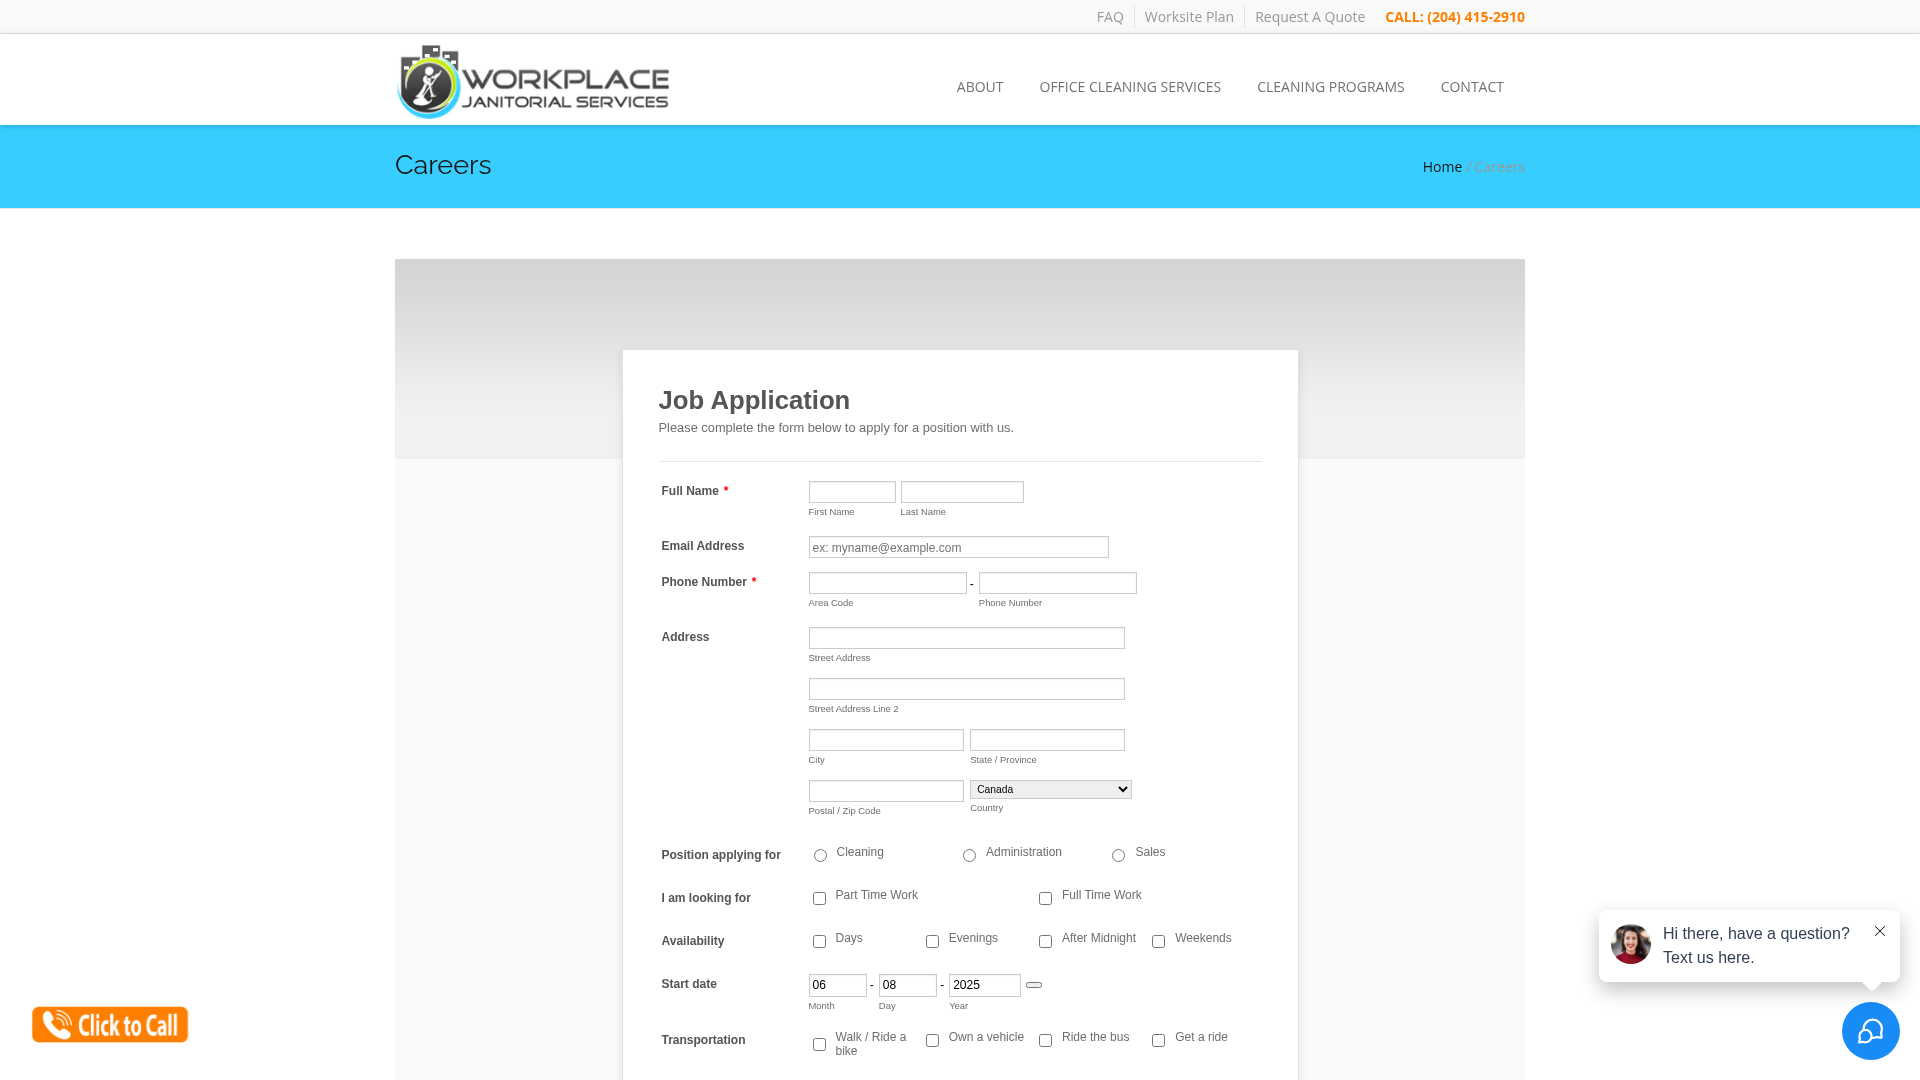 FAQ Worksite Plan Request A Quote CALL: (204) 415-2910
WORKPLACE
JANITORIAL SERVICES
ABOUT OFFICE CLEANING SERVICES CLEANING PROGRAMS CONTACT
Careers
Home / Careers
Job Application
Please complete the form below to apply for a position with us.
Full Name *
First Name Last Name
Email Address ex: myname@example.com
Phone Number * -
Area Code Phone Number
Address
Street Address
Street Address Line 2
City State / Province
Canada
Postal / Zip Code Country
Position applying for Cleaning Administration Sales
I am looking for Part Time Work Full Time Work
Availability Days Evenings After Midnight Weekends
Start date 06 - 08 - 2025
Month Day Year
Transportation Walk / Ride a bike Own a vehicle Ride the bus Get a ride
Hi there, have a question?
Text us here.
Click to Call